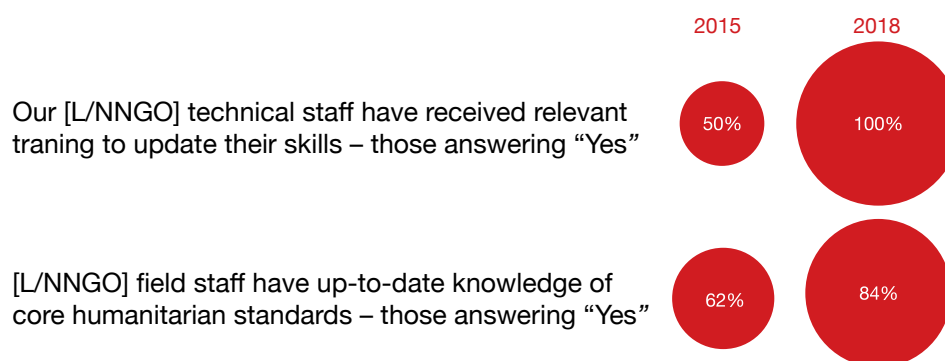 2015 2018
Our [L/NNGO] technical staff have received relevant
traning to update their skills – those answering “Yes”
50% 100%
[L/NNGO] field staff have up-to-date knowledge of
core humanitarian standards – those answering “Yes”
62% 84%